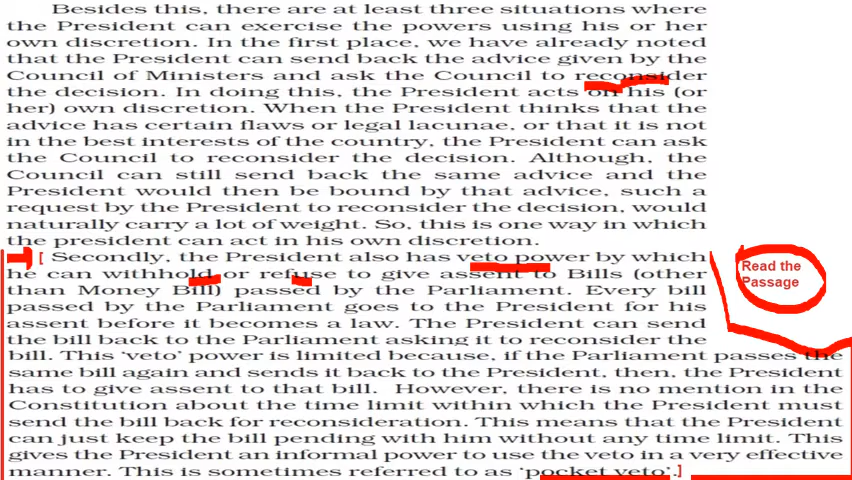 Besides this, there are at least three situations where
the President can exercise the powers using his or her
own discretion. In the first place, we have already noted
that the President can send back the advice given by the
Council of Ministers and ask the Council to reconsider
the decision. In doing this, the President acts on his (or
her) own discretion. When the President thinks that the
advice has certain flaws or legal lacunae, or that it is not
in the best interests of the country, the President can ask
the Council to reconsider the decision. Although, the
Council can still send back the same advice and the
President would then be bound by that advice, such a
request by the President to reconsider the decision, would
naturally carry a lot of weight. So, this is one way in which
the president can act in his own discretion.
[ Secondly, the President also has veto power by which
he can withhold or refuse to give assent to Bills (other
than Money Bill) passed by the Parliament. Every bill
passed by the Parliament goes to the President for his
assent before it becomes a law. The President can send
the bill back to the Parliament asking it to reconsider the
bill. This ‘veto’ power is limited because, if the Parliament passes the
same bill again and sends it back to the President, then, the President
has to give assent to that bill. However, there is no mention in the
Constitution about the time limit within which the President must
send the bill back for reconsideration. This means that the President
can just keep the bill pending with him without any time limit. This
gives the President an informal power to use the veto in a very effective
manner. This is sometimes referred to as ‘pocket veto’.]
Read the
Passage